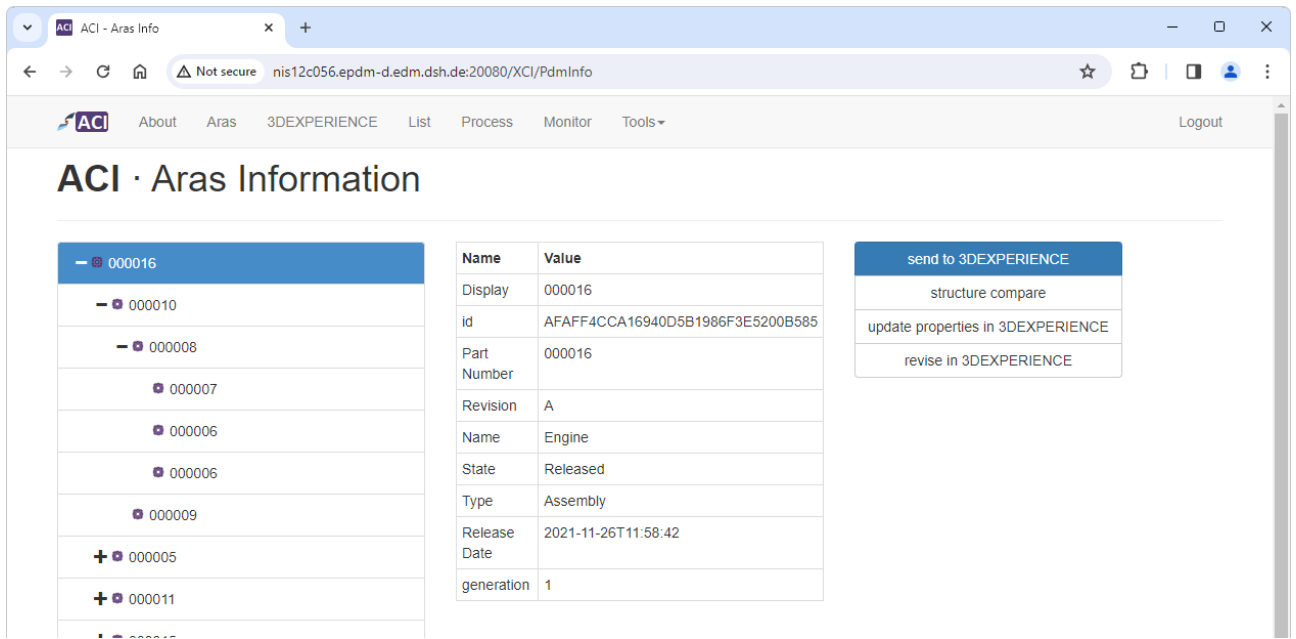 ACI ACI - Aras Info
Not secure nis12c056.epdm-d.edm.dsh.de:20080/XCI/PdmInfo
ACI About Aras 3DEXPERIENCE List Process Monitor Tools Logout
ACI · Aras Information
000016
000010
000008
000007
000006
000006
000009
000005
000011
Name Value
Display 000016
id AFAFF4CCA16940D5B1986F3E5200B585
Part 000016
Number
Revision A
Name Engine
State Released
Type Assembly
Release 2021-11-26T11:58:42
Date
generation 1
send to 3DEXPERIENCE
structure compare
update properties in 3DEXPERIENCE
revise in 3DEXPERIENCE